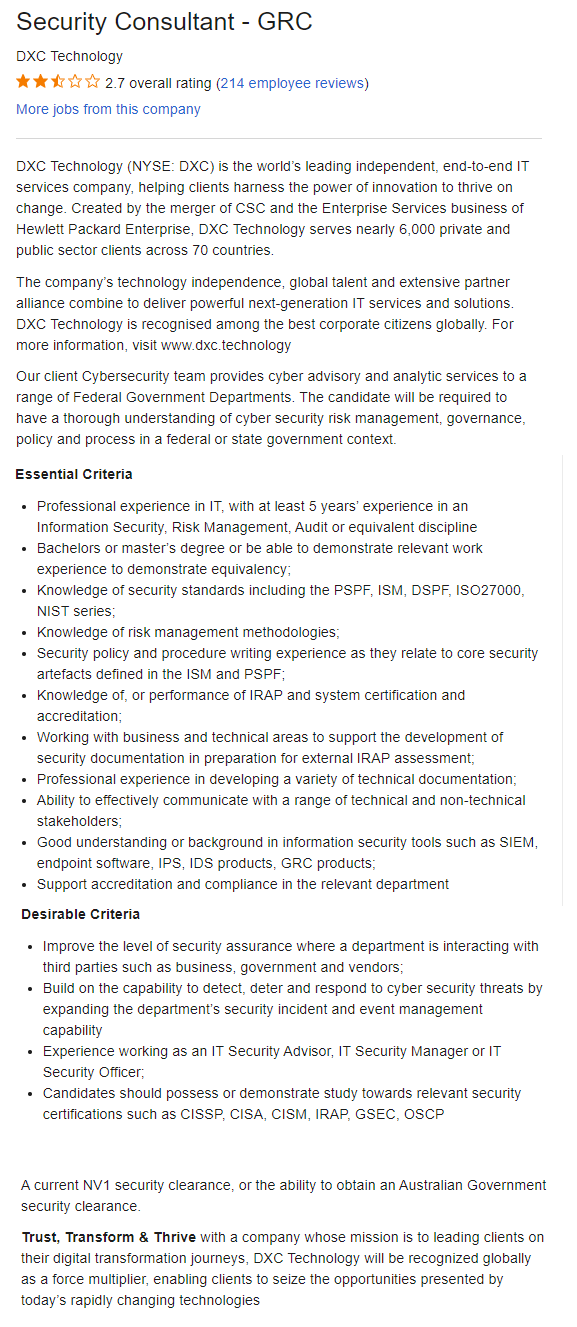 Security Consultant - GRC
DXC Technology
2.7 overall rating (214 employee reviews)
More jobs from this company
DXC Technology (NYSE: DXC) is the world's leading independent, end-to-end IT
services company, helping clients harness the power of innovation to thrive on
change. Created by the merger of CSC and the Enterprise Services business of
Hewlett Packard Enterprise, DXC Technology serves nearly 6,000 private and
public sector clients across 70 countries.
The company's technology independence, global talent and extensive partner
alliance combine to deliver powerful next-generation IT services and solutions.
DXC Technology is recognised among the best corporate citizens globally. For
more information, visit www.dxc.technology
Our client Cybersecurity team provides cyber advisory and analytic services to a
range of Federal Government Departments. The candidate will be required to
have a thorough understanding of cyber security risk management, governance,
policy and process in a federal or state government context.
Essential Criteria
• Professional experience in IT, with at least 5 years' experience in an
Information Security, Risk Management, Audit or equivalent discipline
• Bachelors or master's degree or be able to demonstrate relevant work
experience to demonstrate equivalency;
• Knowledge of security standards including the PSPF, ISM, DSPF, ISO27000,
NIST series;
• Knowledge of risk management methodologies;
• Security policy and procedure writing experience as they relate to core security
artefacts defined in the ISM and PSPF;
• Knowledge of, or performance of IRAP and system certification and
accreditation;
• Working with business and technical areas to support the development of
security documentation in preparation for external IRAP assessment;
• Professional experience in developing a variety of technical documentation;
• Ability to effectively communicate with a range of technical and non-technical
stakeholders;
• Good understanding or background in information security tools such as SIEM,
endpoint software, IPS, IDS products, GRC products;
• Support accreditation and compliance in the relevant department
Desirable Criteria
• Improve the level of security assurance where a department is interacting with
third parties such as business, government and vendors;
• Build on the capability to detect, deter and respond to cyber security threats by
expanding the department's security incident and event management
capability
• Experience working as an IT Security Advisor, IT Security Manager or IT
Security Officer;
• Candidates should possess or demonstrate study towards relevant security
certifications such as CISSP, CISA, CISM, IRAP, GSEC, OSCP
A current NV1 security clearance, or the ability to obtain an Australian Government
security clearance.
Trust, Transform & Thrive with a company whose mission is to leading clients on
their digital transformation journeys, DXC Technology will be recognized globally
as a force multiplier, enabling clients to seize the opportunities presented by
today's rapidly changing technologies